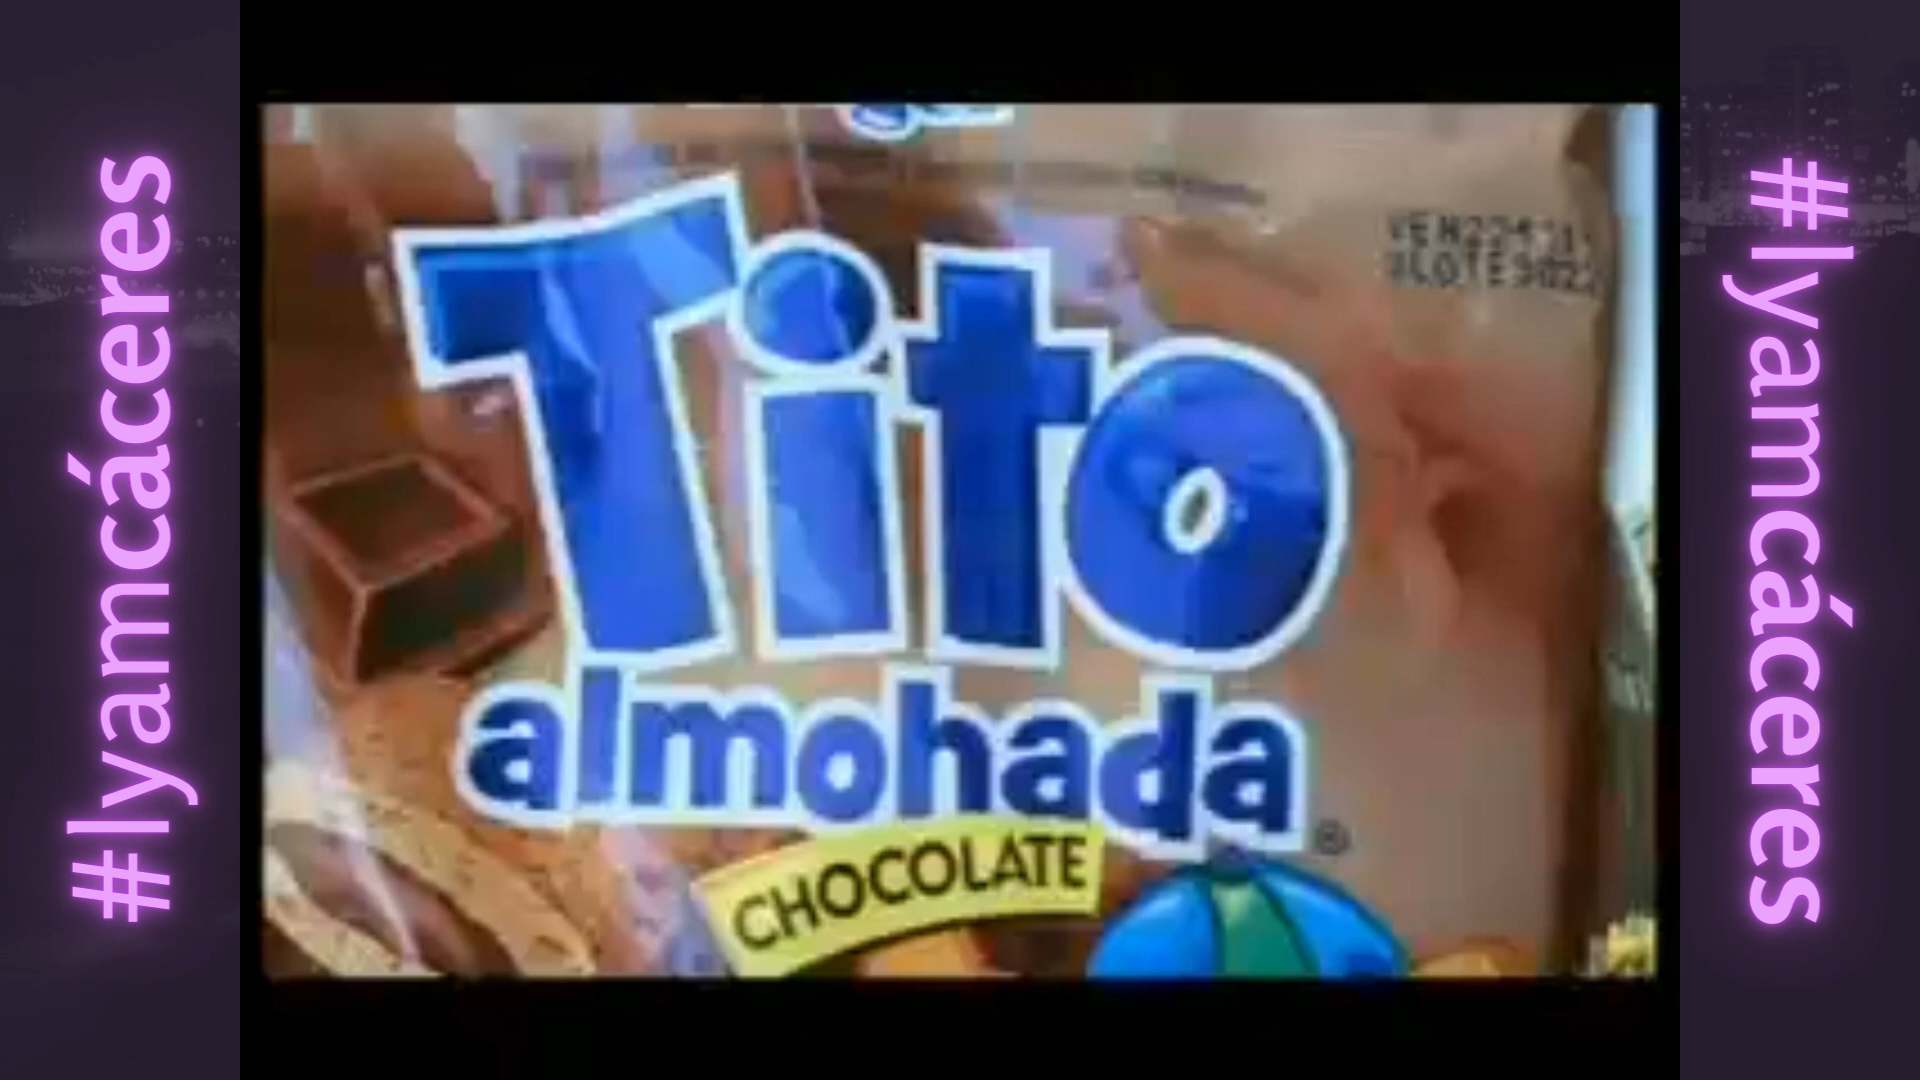 #lyamcáceres
Tito
almohada
®
CHOCOLATE
#lyamcáceres